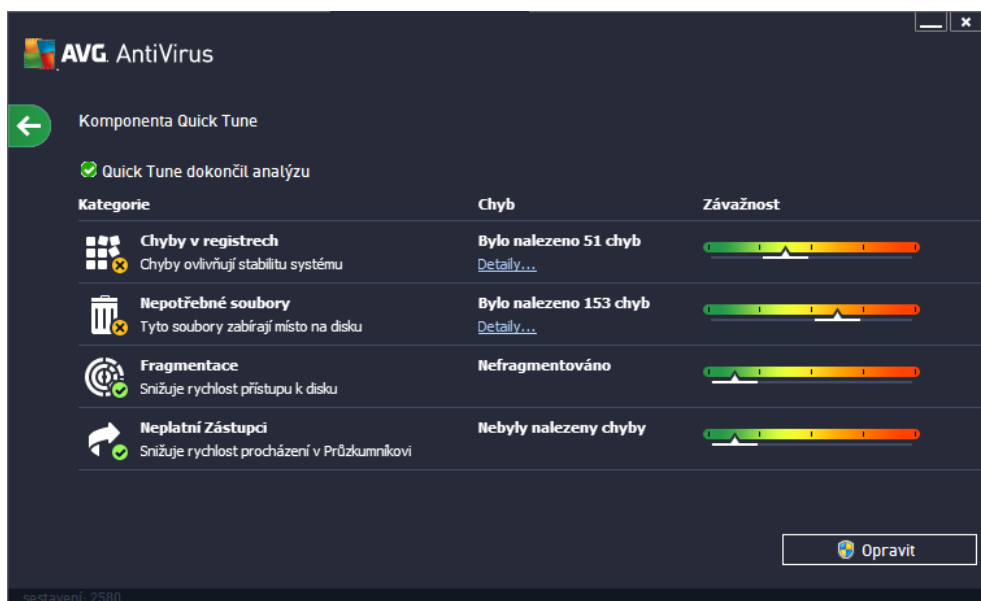 AVG. AntiVirus
Komponenta Quick Tune
Quick Tune dokončil analýzu
Kategorie Chyb Závažnost
Chyby v registrech Bylo nalezeno 51 chyb
Chyby ovlivňují stabilitu systému Detaily...
Nepotřebné soubory Bylo nalezeno 153 chyb
Tyto soubory zabírají místo na disku Detaily...
Fragmentace Nefragmentováno
Snižuje rychlost přístupu k disku
Neplatní Zástupci Nebyly nalezeny chyby
Snižuje rychlost procházení v Průzkumníkovi
Opravit
sestavení: 2580